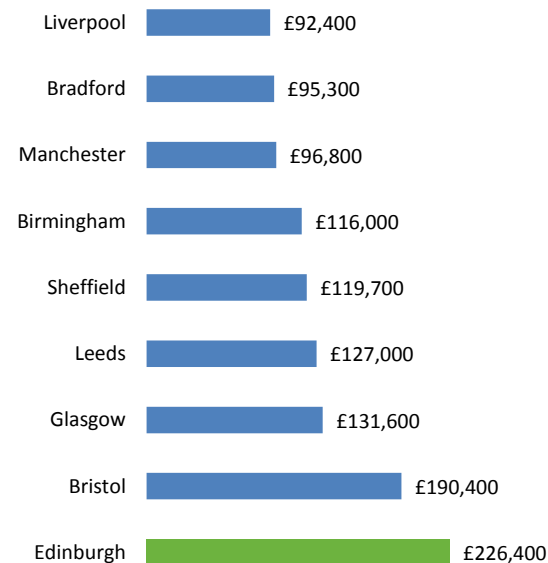 Liverpool £92,400
Bradford £95,300
Manchester £96,800
Birmingham £116,000
Sheffield £119,700
Leeds £127,000
Glasgow £131,600
Bristol £190,400
Edinburgh £226,400